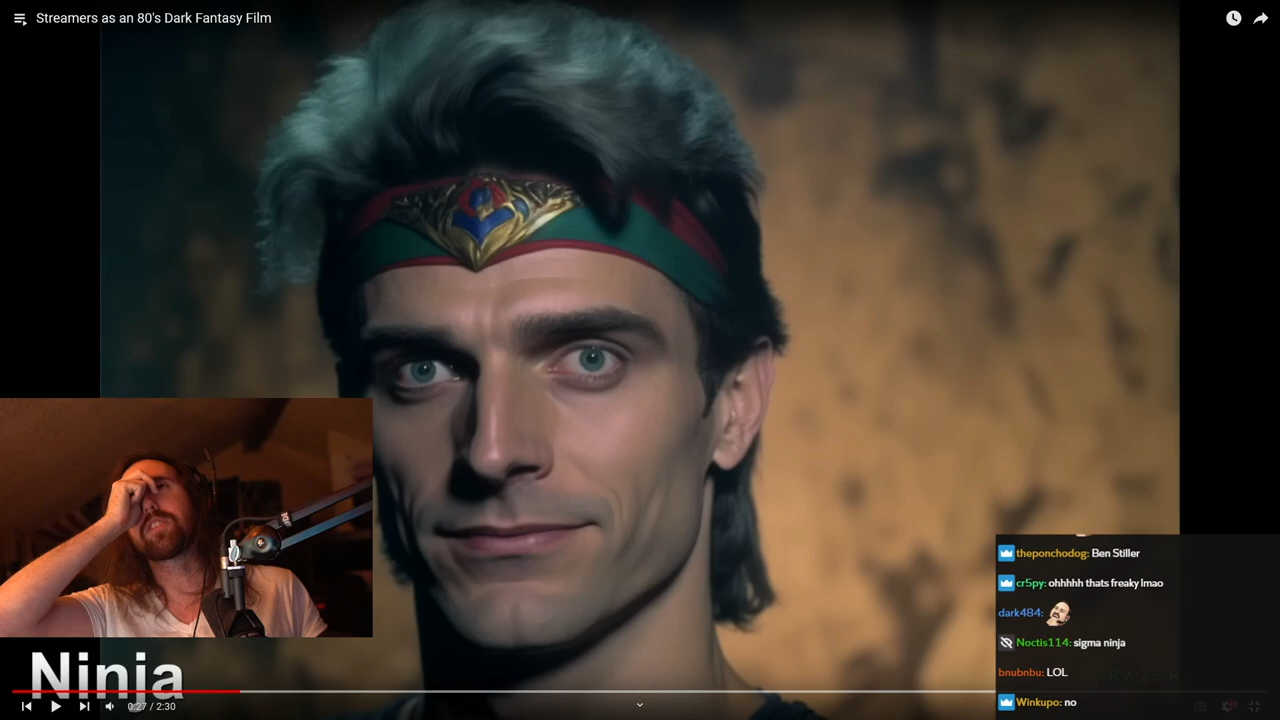 Streamers as an 80's Dark Fantasy Film
theponchodog: Ben Stiller
cr5py: ohhhhh thats freaky lmao
dark484:
Noctis114: sigma ninja
bnubnbu: LOL
RAZER
Winkupo: no
Ninja
0:27 / 2:30